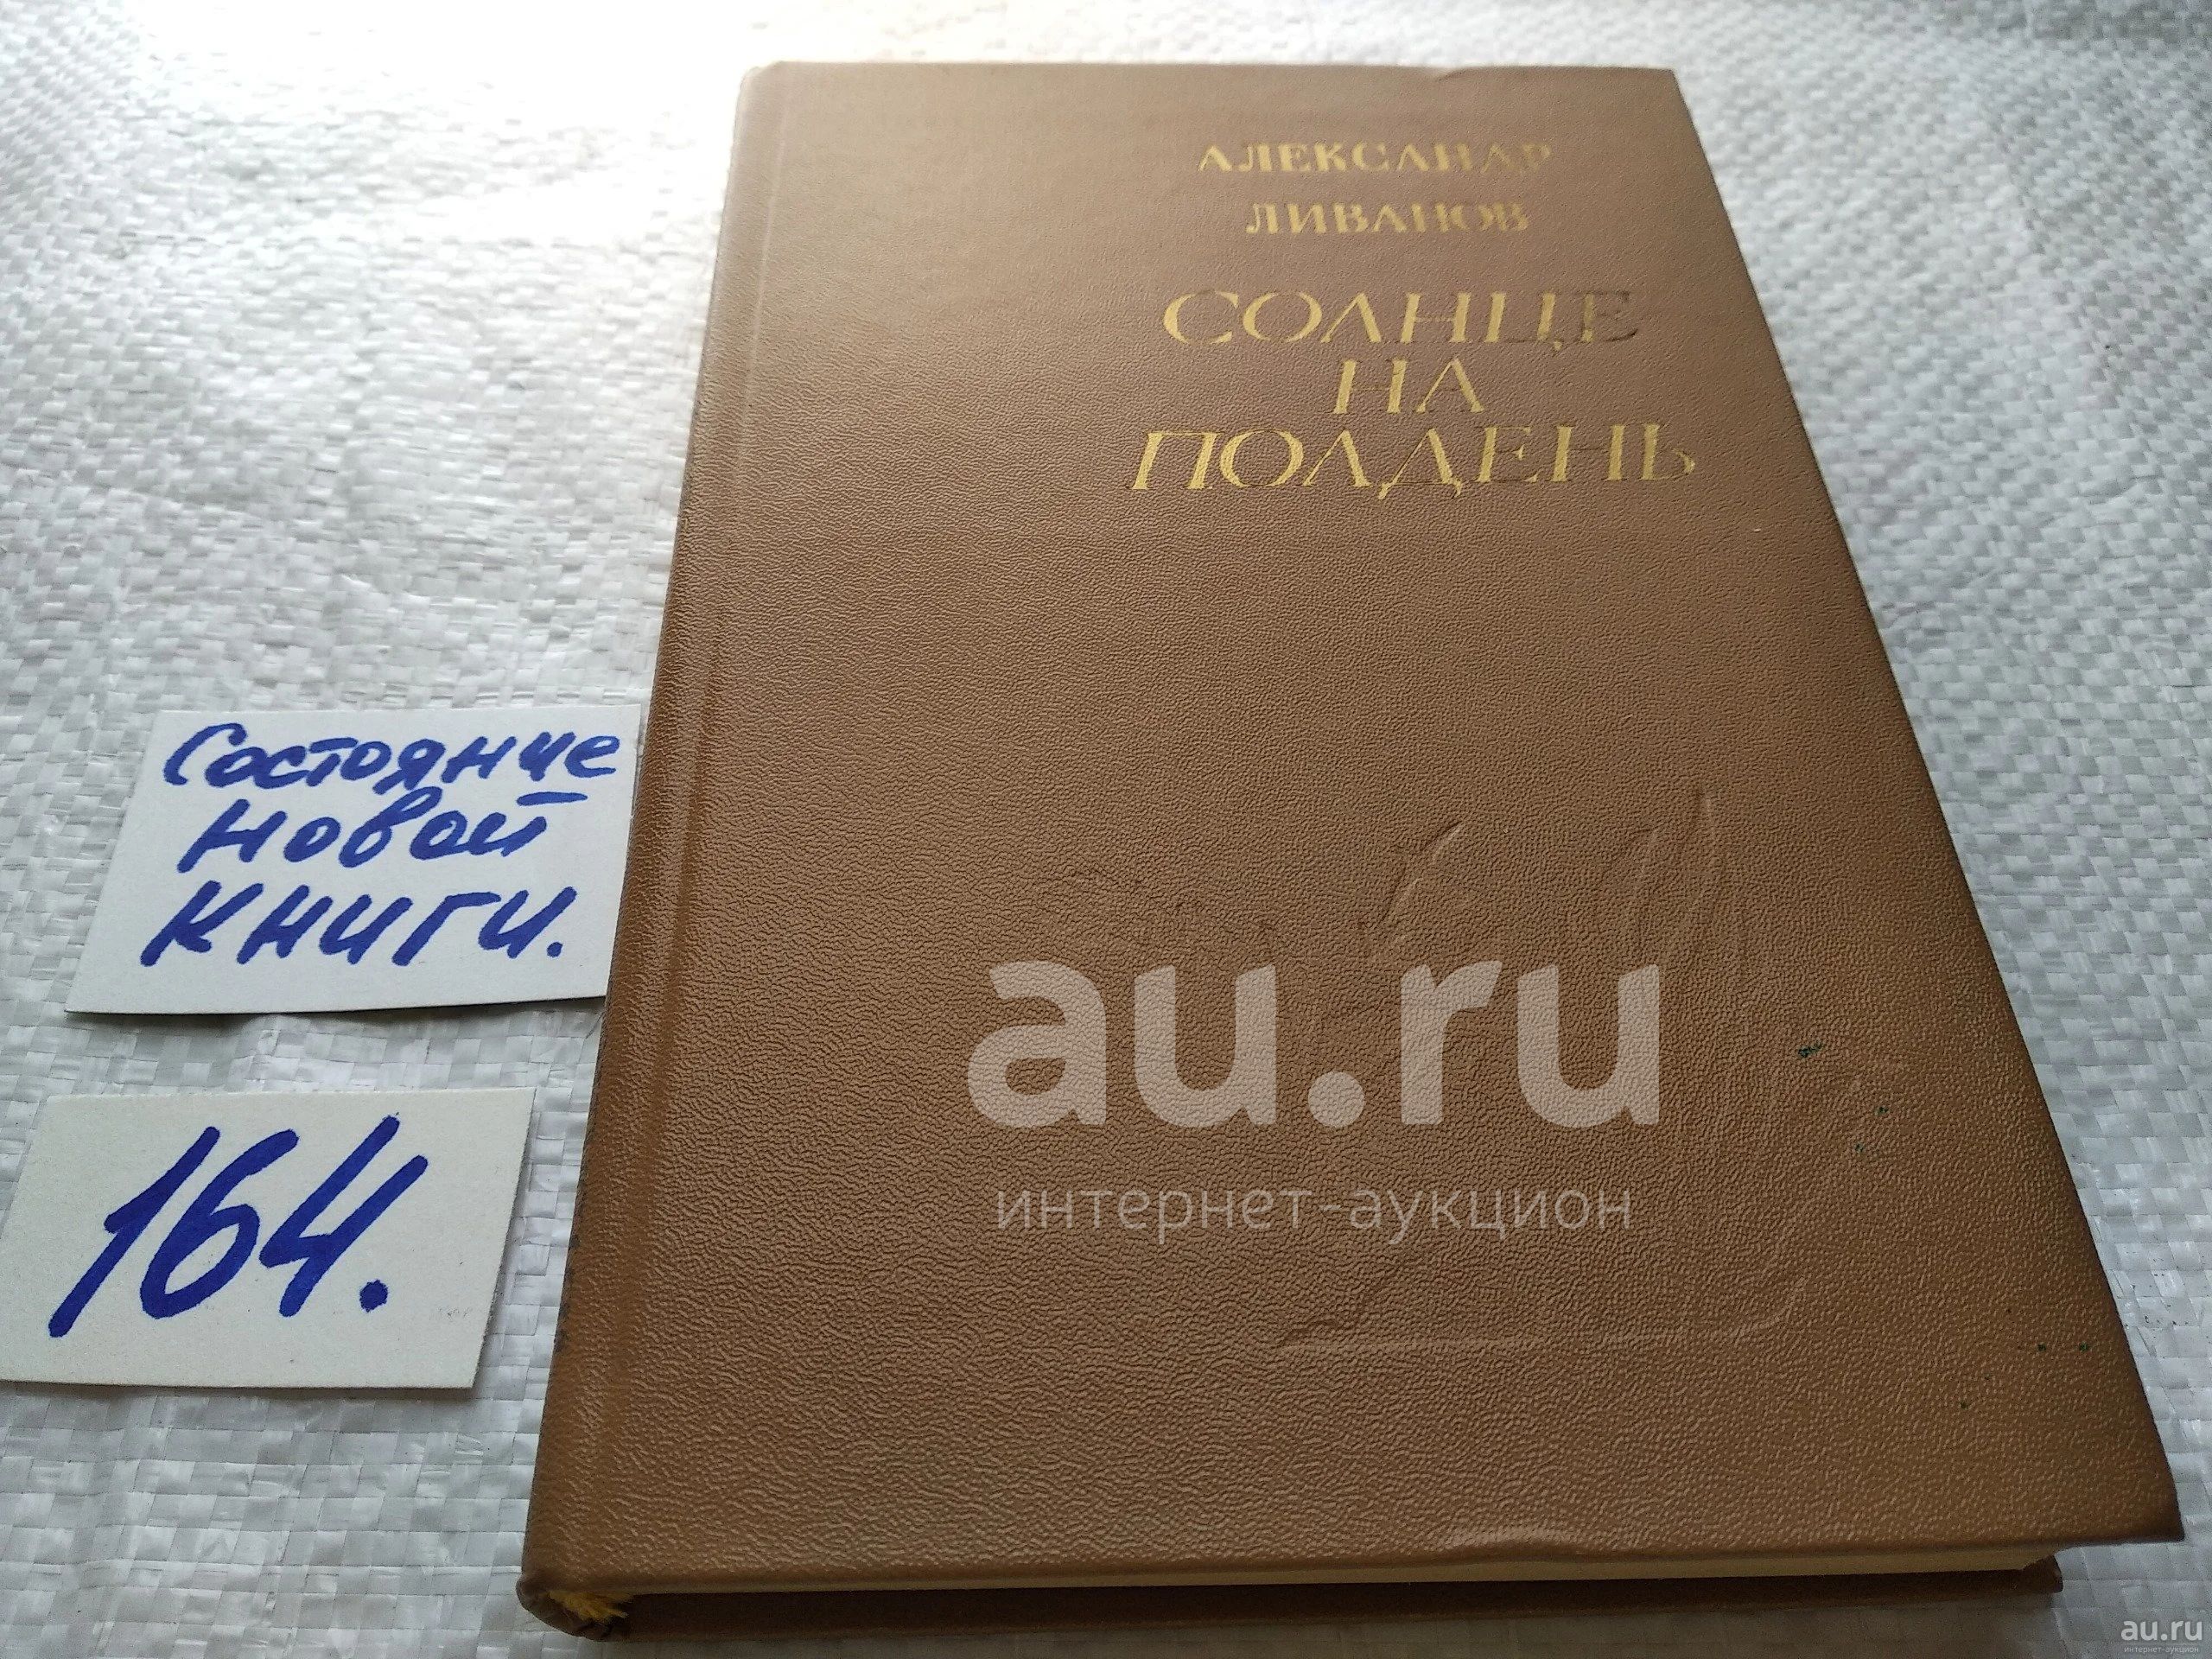 АЛЕКСАНДР
ЛИВАНОВ
СОЛНЦЕ
НА
ПОЛДЕНЬ
Состояние
новой
книги.
164.
au.ru
интернет-аукцион
au.ru
интернет-аукцион